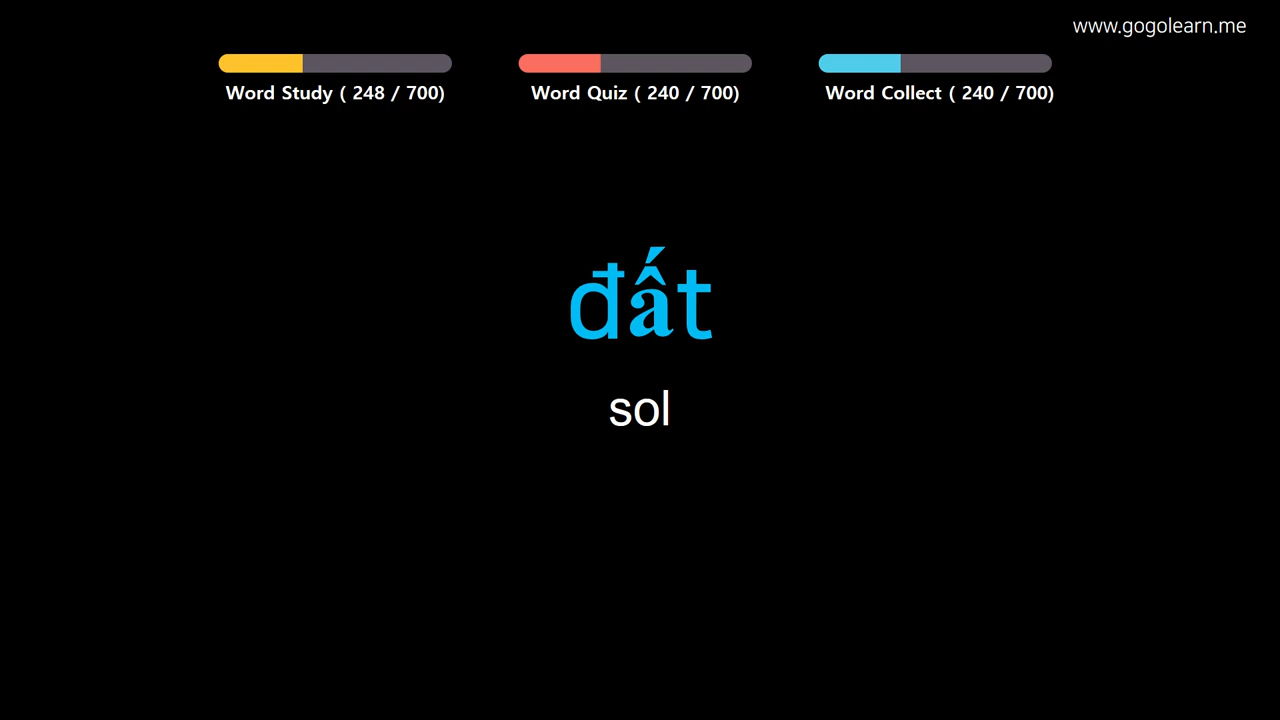 www.gogolearn.me
Word Study ( 248 / 700)
Word Quiz ( 240 / 700)
Word Collect ( 240 / 700)
đất
sol